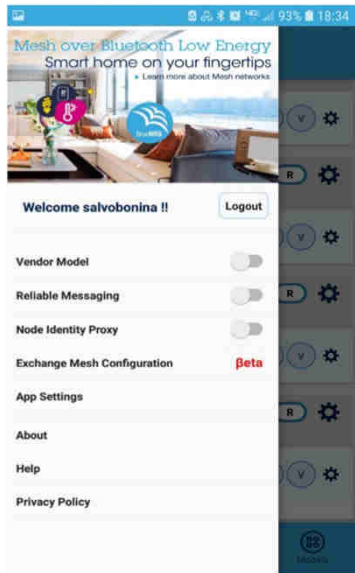 93% 18:34
Mesh over Bluetooth Low Energy
Smart home on your fingertips
Learn more about Mesh networks
BlueNRG
Welcome salvobonina !!
Logout
V
R
Vendor Model
V
Reliable Messaging
R
Node Identity Proxy
Exchange Mesh Configuration
βeta
V
App Settings
R
About
Help
V
Privacy Policy
Models